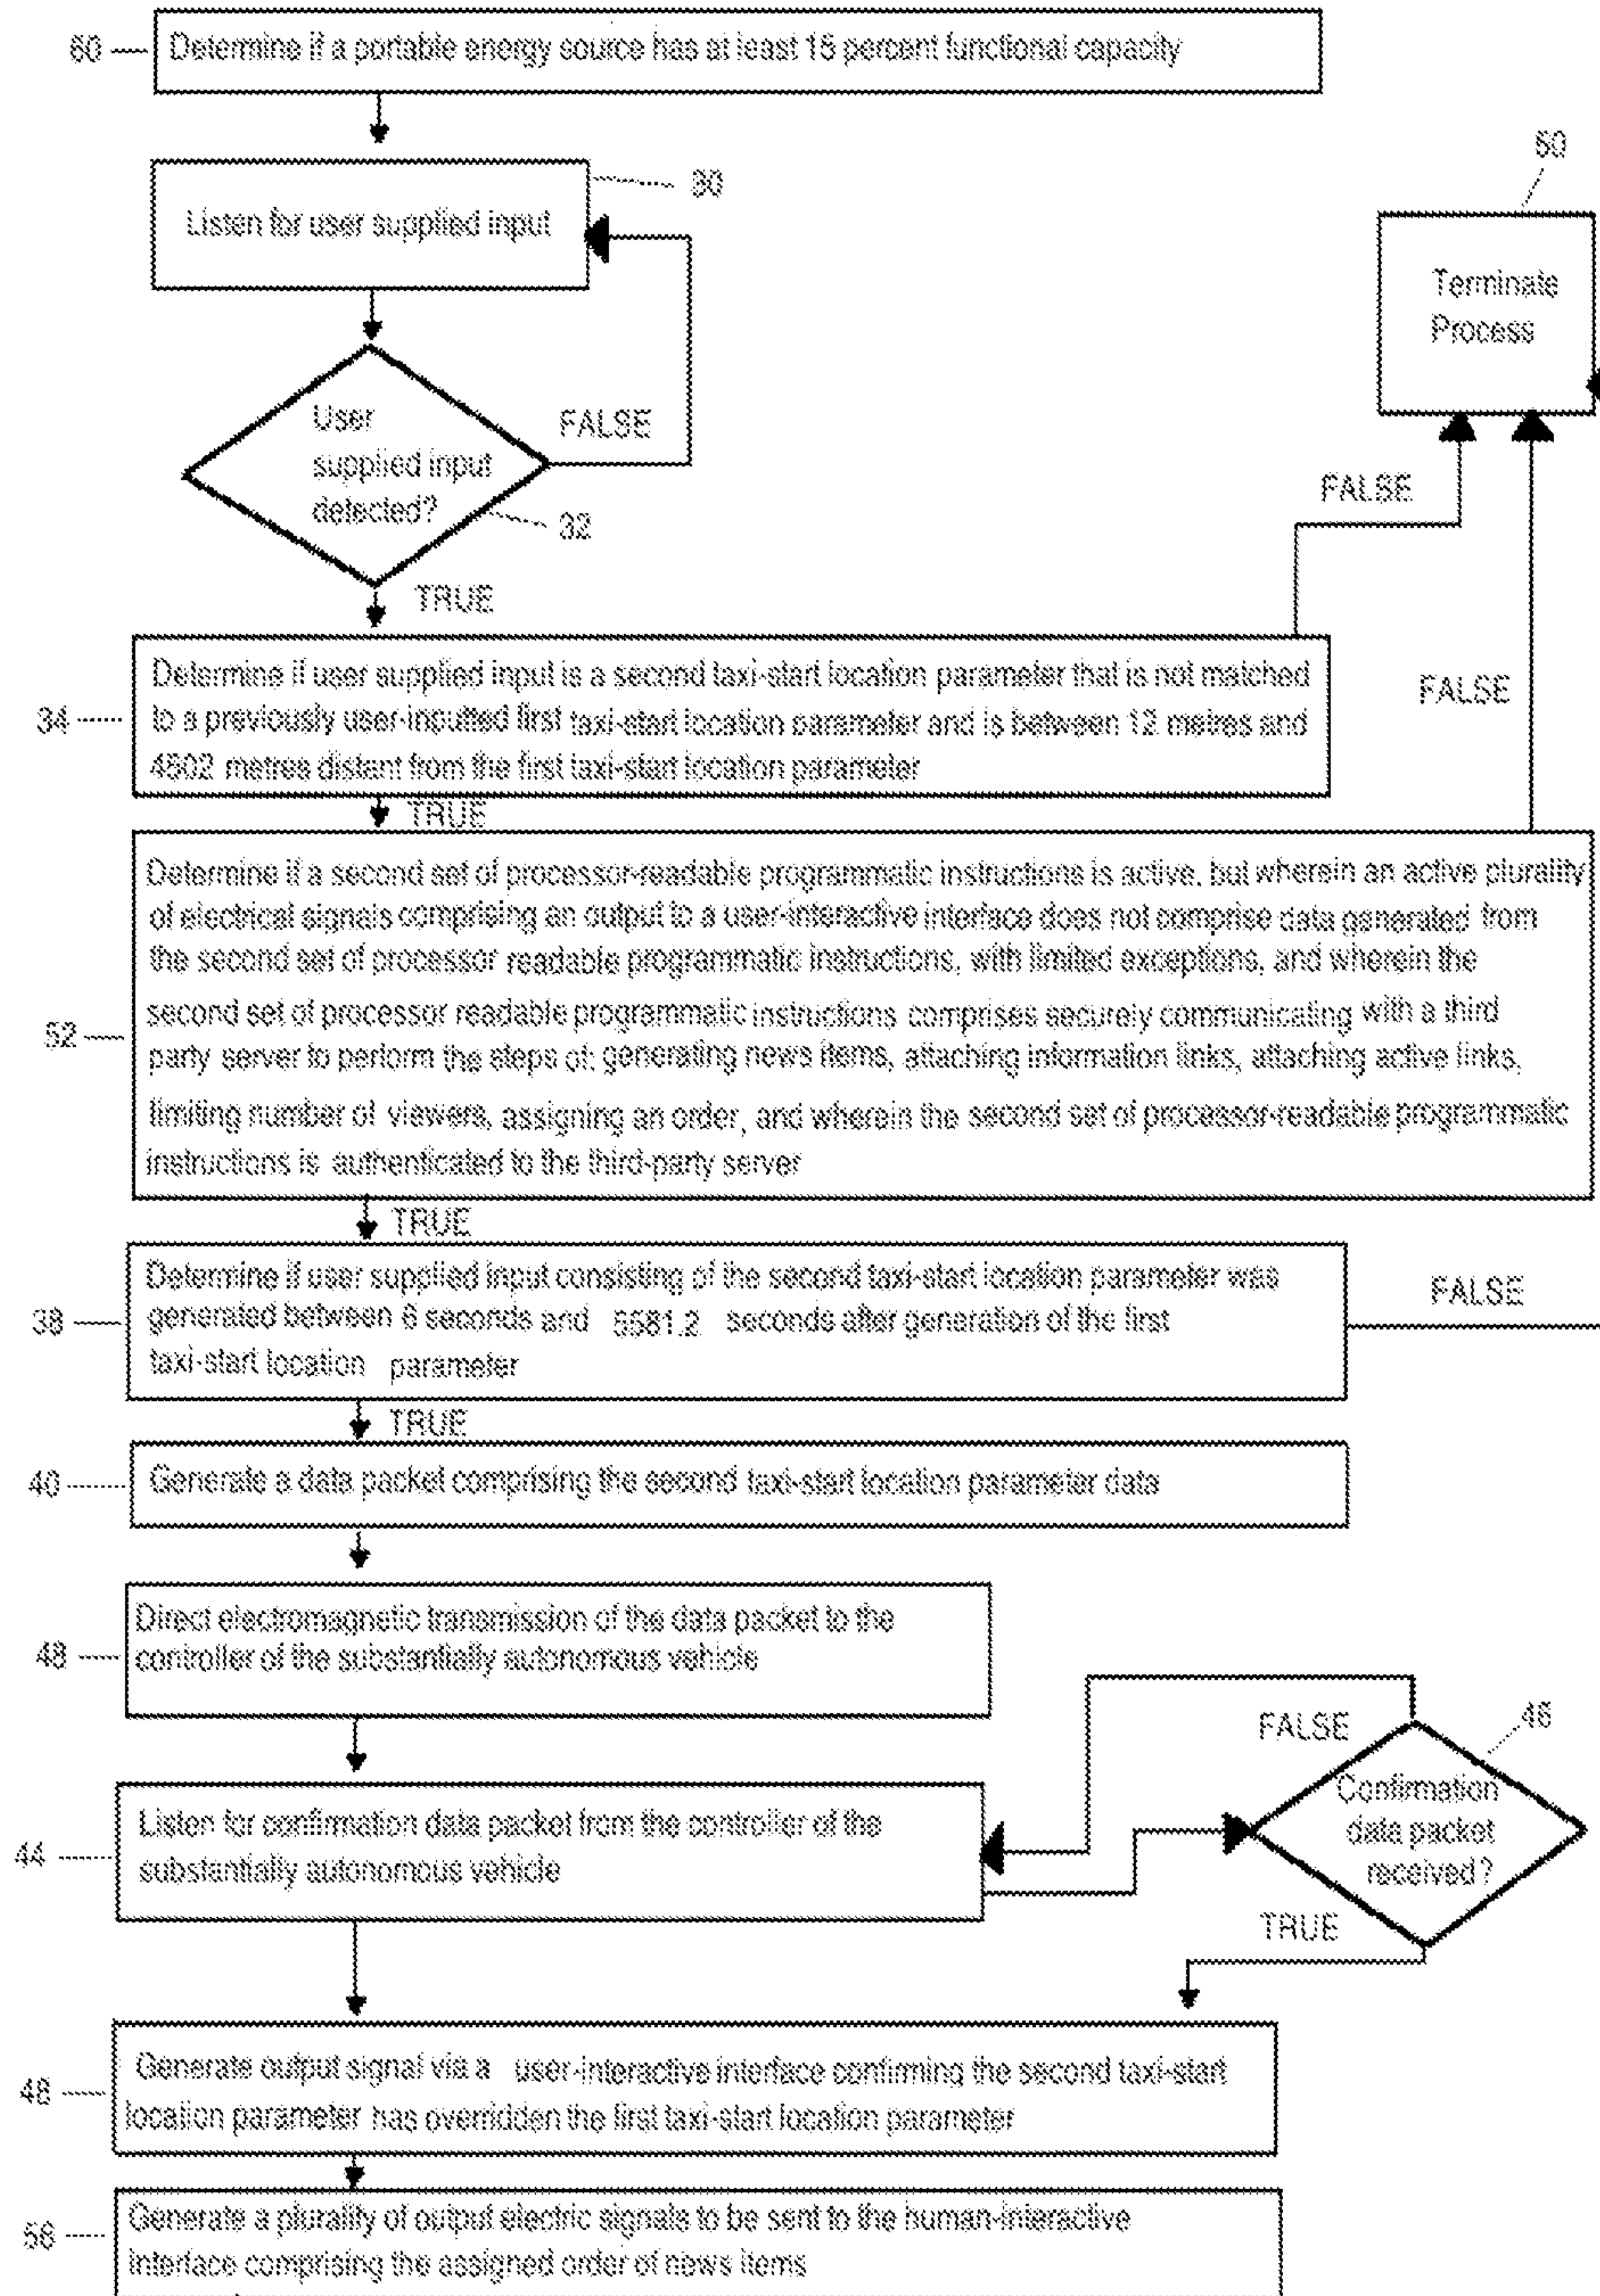 60
Determine if a portable energy source has at least 15 percent functional capacity
30
Listen for user supplied input
60
Terminate
Process
User
supplied input
detected?
FALSE
32
TRUE
FALSE
34
Determine if user supplied input is a second taxi-start location parameter that is not matched
to a previously user-inputted first taxi-start location parameter and is between 12 metres and
4502 metres distant from the first taxi-start location parameter
FALSE
TRUE
52
Determine if a second set of processor-readable programmatic instructions is active, but wherein an active plurality
of electrical signals comprising an output to a user-interactive interface does not comprise data generated from
the second set of processor readable programmatic instructions, with limited exceptions, and wherein the
second set of processor readable programmatic instructions comprises securely communicating with a third
party server to perform the steps of: generating news items, attaching information links, attaching active links,
limiting number of viewers, assigning an order, and wherein the second set of processor-readable programmatic
instructions is authenticated to the third-party server
TRUE
38
Determine if user supplied input consisting of the second taxi-start location parameter was
generated between 6 seconds and 5581.2 seconds after generation of the first
taxi-start location parameter
FALSE
TRUE
40
Generate a data packet comprising the second taxi-start location parameter data
48
Direct electromagnetic transmission of the data packet to the
controller of the substantially autonomous vehicle
FALSE
46
Confirmation
data packet
received?
44
Listen for confirmation data packet from the controller of the
substantially autonomous vehicle
TRUE
48
Generate output signal via a user-interactive interface confirming the second taxi-start
location parameter has overridden the first taxi-start location parameter
56
Generate a plurality of output electric signals to be sent to the human-interactive
interface comprising the assigned order of news items